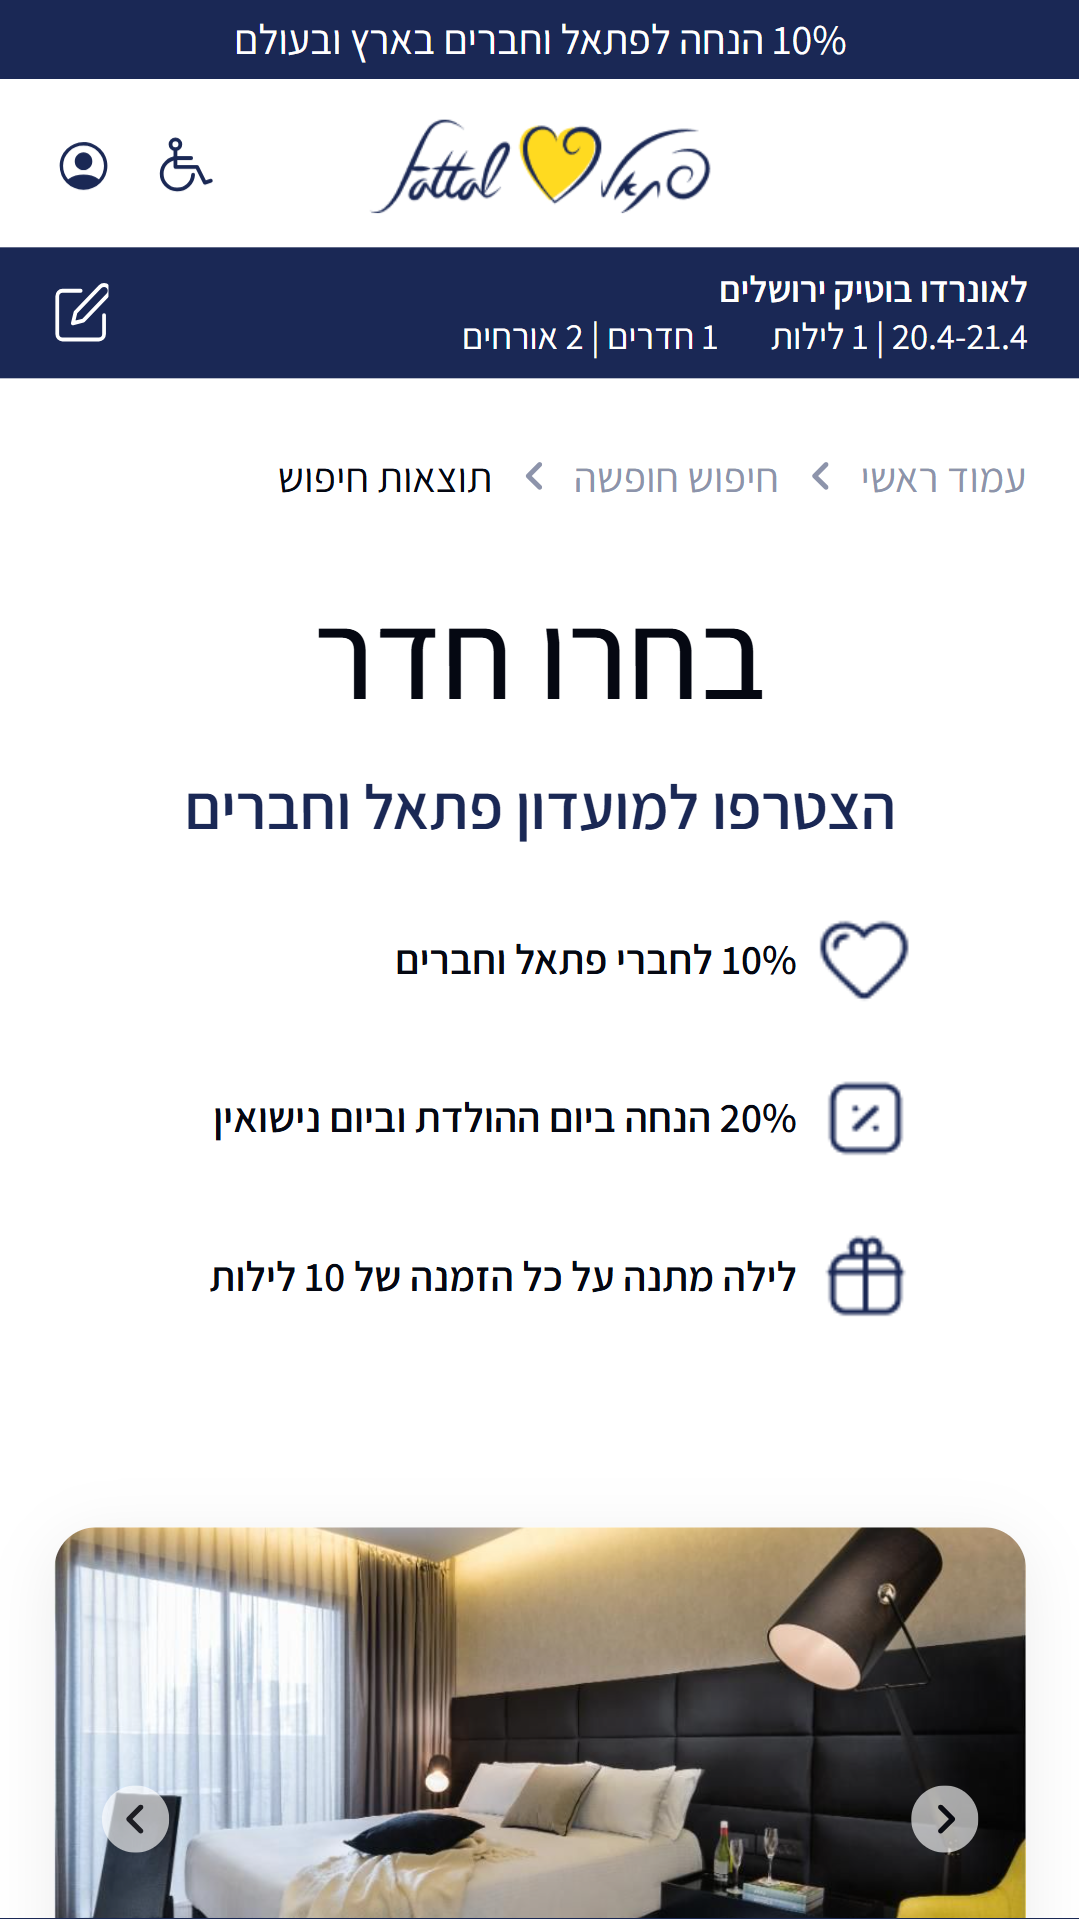 10% הנחה לפתאל וחברים בארץ ובעולם
פתאל Fattal
לאונרדו בוטיק ירושלים
20.4-21.4 | 1 לילות 1 חדרים | 2 אורחים
עמוד ראשי חיפוש חופשה תוצאות חיפוש
בחרו חדר
הצטרפו למועדון פתאל וחברים
10% לחברי פתאל וחברים
20% הנחה ביום ההולדת וביום נישואין
לילה מתנה על כל הזמנה של 10 לילות